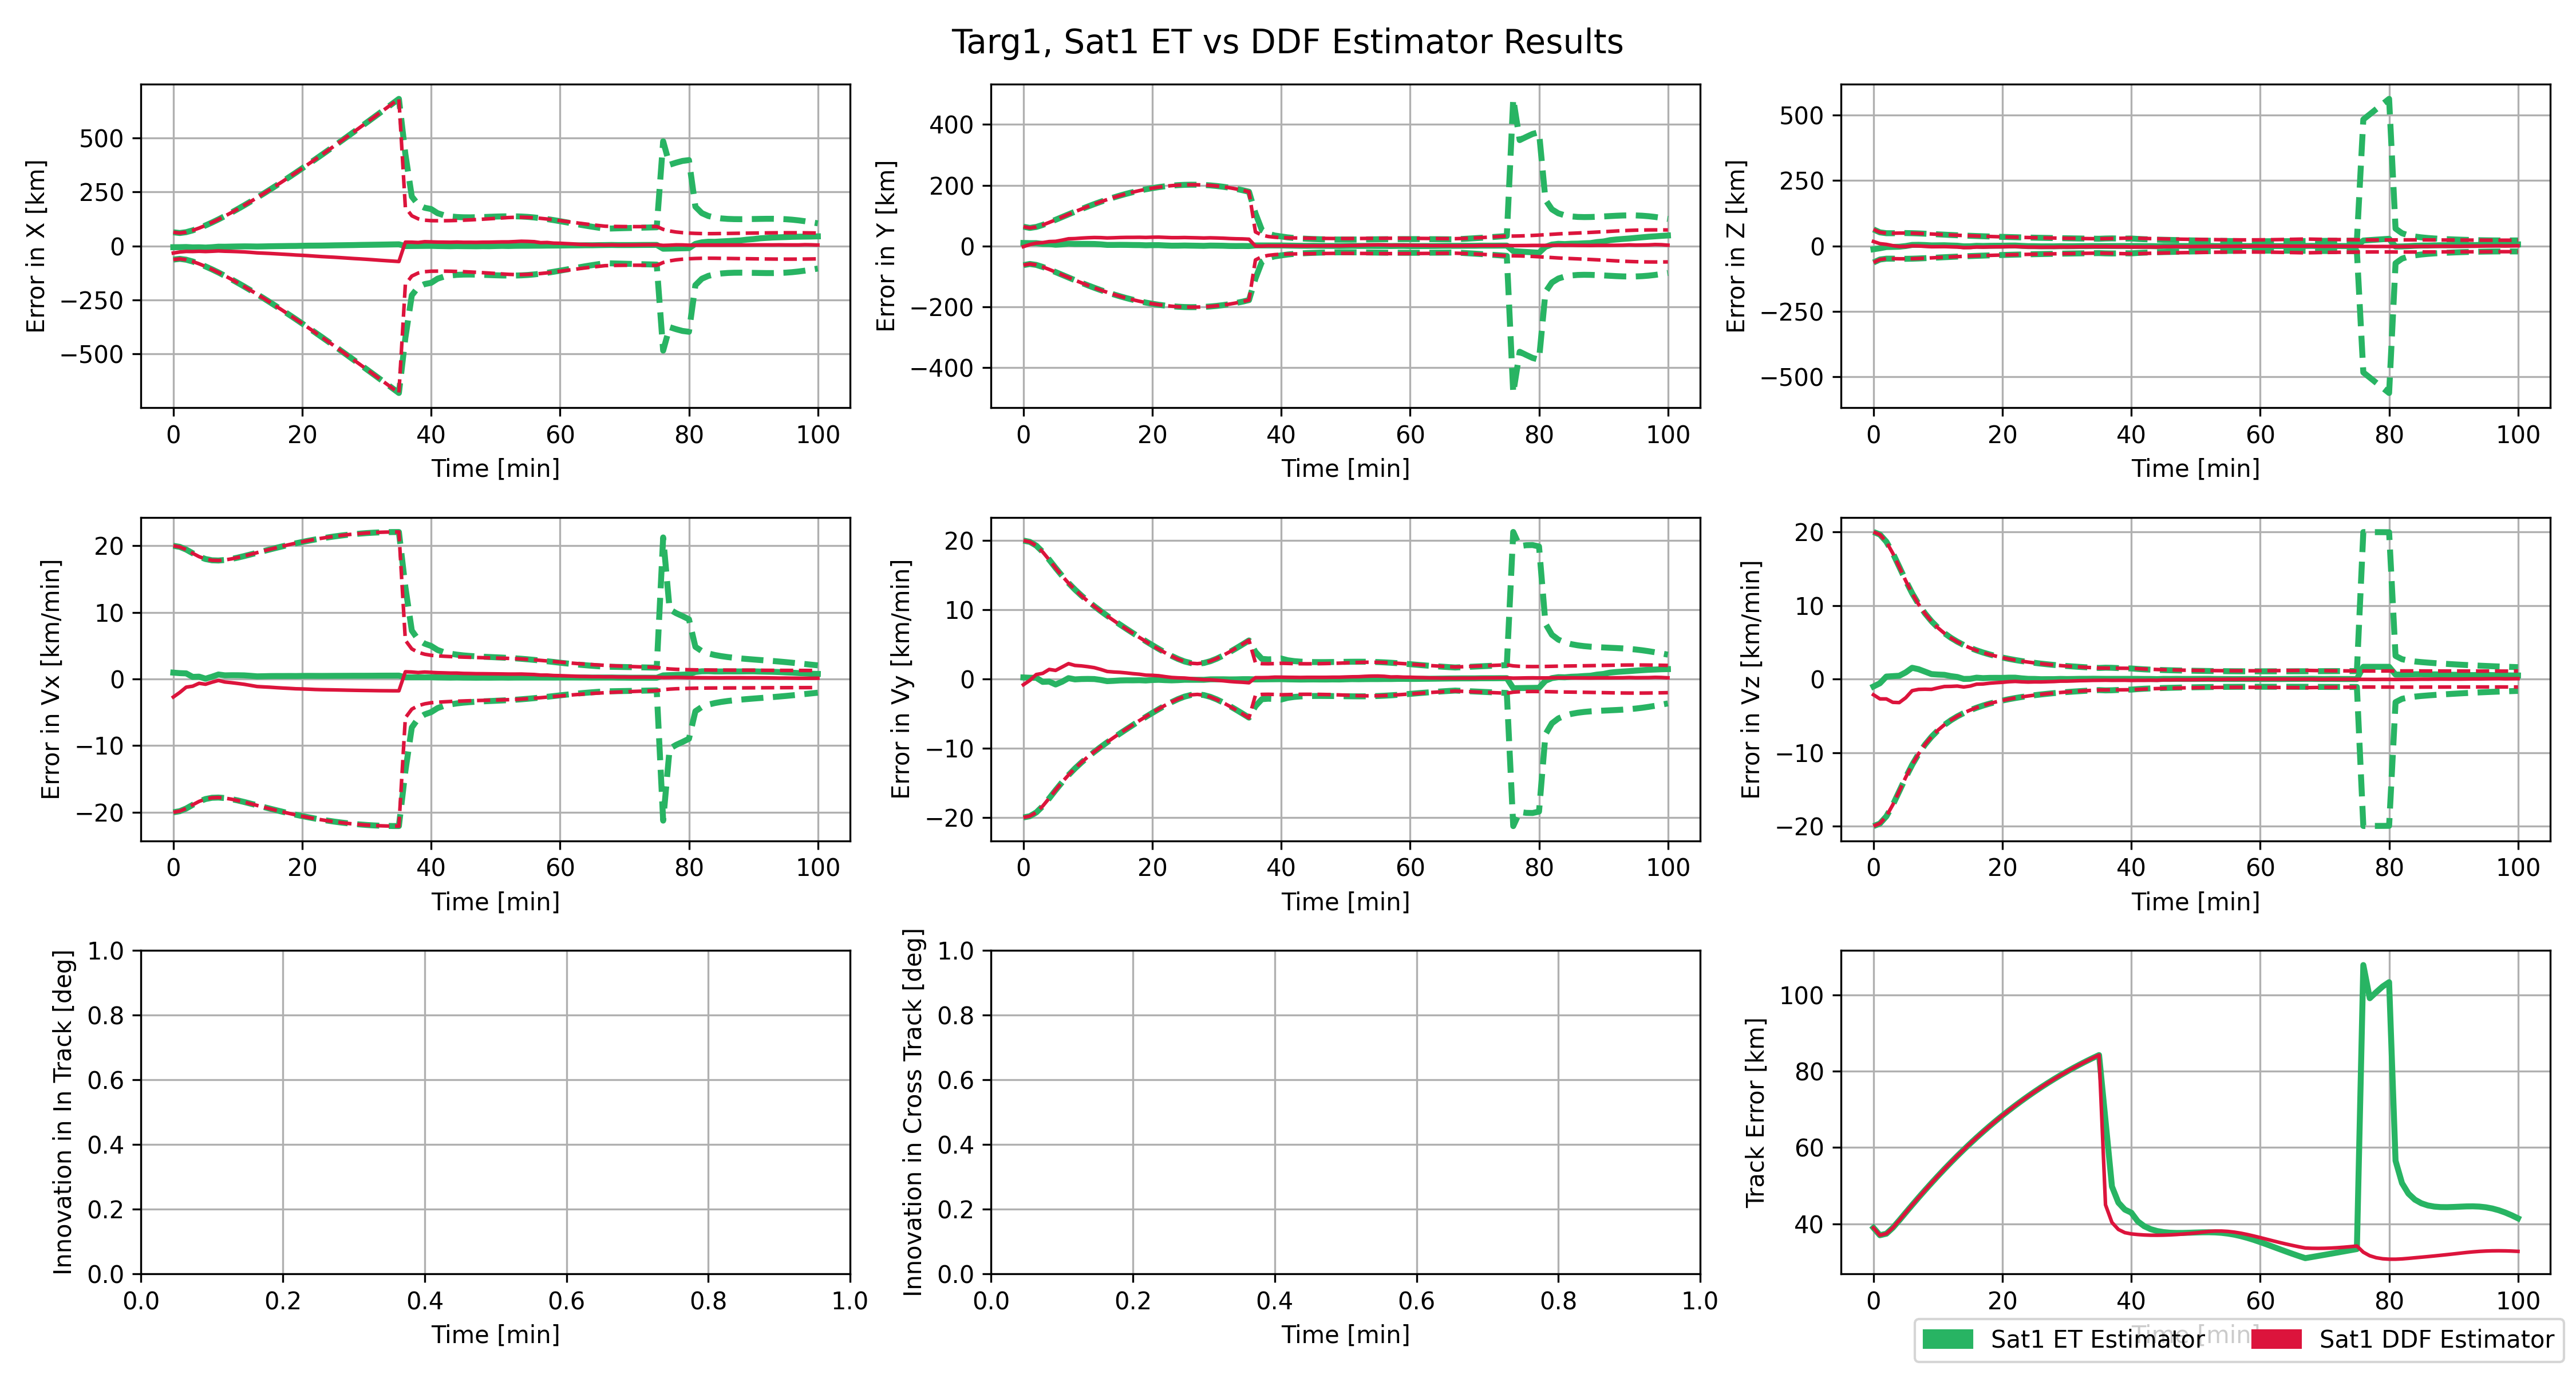 Targ1, Sat1 ET vs DDF Estimator Results
Error in X [km]
500
250
0
−250
−500
0 20 40 60 80 100
Time [min]
Error in Y [km]
400
200
0
−200
−400
0 20 40 60 80 100
Time [min]
Error in Z [km]
500
250
0
−250
−500
0 20 40 60 80 100
Time [min]
Error in Vx [km/min]
20
10
0
−10
−20
0 20 40 60 80 100
Time [min]
Error in Vy [km/min]
20
10
0
−10
−20
0 20 40 60 80 100
Time [min]
Error in Vz [km/min]
20
10
0
−10
−20
0 20 40 60 80 100
Time [min]
Innovation in In Track [deg]
1.0
0.8
0.6
0.4
0.2
0.0
0.0 0.2 0.4 0.6 0.8 1.0
Time [min]
Innovation in Cross Track [deg]
1.0
0.8
0.6
0.4
0.2
0.0
0.0 0.2 0.4 0.6 0.8 1.0
Time [min]
Track Error [km]
100
80
60
40
0 20 40 60 80 100
Time [min]
Sat1 ET Estimator
Sat1 DDF Estimator